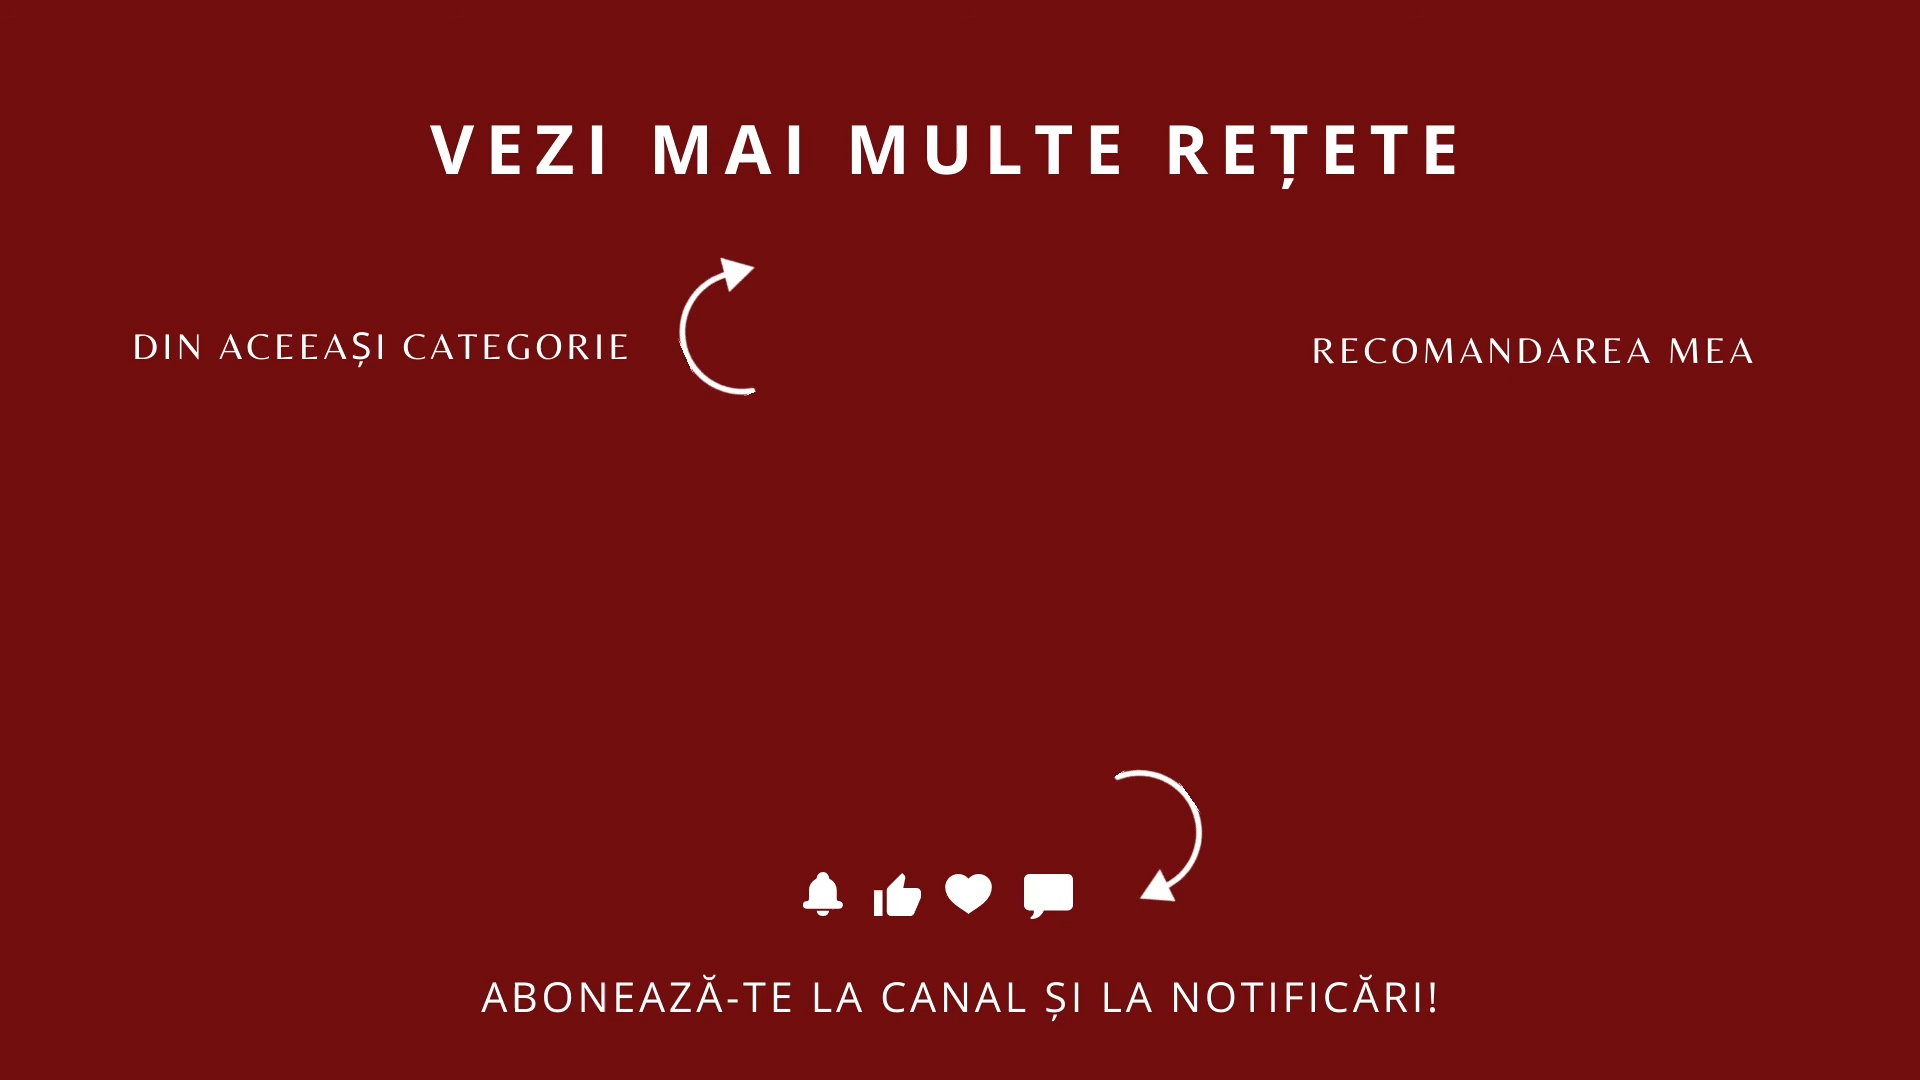 VEZI MAI MULTE REȚETE
DIN ACEEAȘI CATEGORIE
RECOMANDAREA MEA
ABONEAZĂ-TE LA CANAL ȘI LA NOTIFICĂRI!